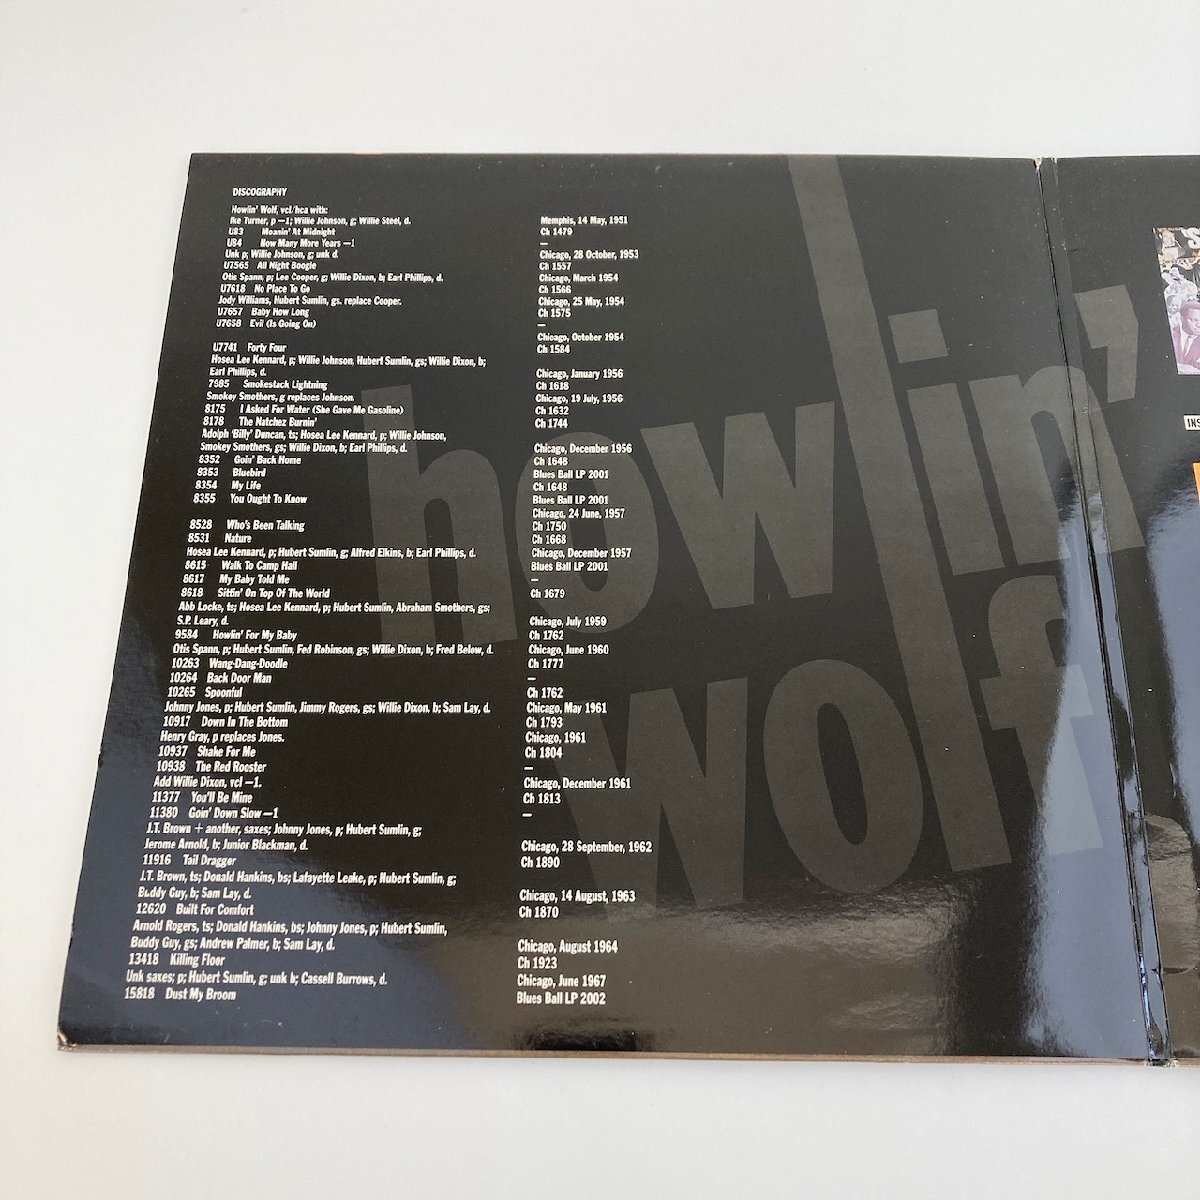 DISCOGRAPHY
Howlin' Wolf, vcl/hca with:
Ike Turner, p –1; Willie Johnson, g; Willie Steel, d. Memphis, 14 May, 1951
U83 Moanin' At Midnight Ch 1479
U84 How Many More Years –1 –
Unk p; Willie Johnson, g; unk d. Chicago, 28 October, 1953
U7565 All Night Boogie Ch 1557
Otis Spann, p; Lee Cooper, g; Willie Dixon, b; Earl Phillips, d. Chicago, March 1954
U7618 No Place To Go Ch 1566
Jody Williams, Hubert Sumlin, gs. replace Cooper. Chicago, 25 May, 1954
U7657 Baby How Long Ch 1575
U7658 Evil (Is Going On) –
Chicago, October 1954
U7741 Forty Four Ch 1584
Hosea Lee Kennard, p; Willie Johnson, Hubert Sumlin, gs; Willie Dixon, b;
Earl Phillips, d. Chicago, January 1956
7985 Smokestack Lightning Ch 1618
Smokey Smothers, g replaces Johnson. Chicago, 19 July, 1956
8175 I Asked For Water (She Gave Me Gasoline) Ch 1632
8178 The Natchez Burnin' Ch 1744
Adolph 'Billy' Duncan, ts; Hosea Lee Kennard, p; Willie Johnson,
Smokey Smothers, gs; Willie Dixon, b; Earl Phillips, d. Chicago, December 1956
8352 Goin' Back Home Ch 1648
8353 Bluebird Blues Ball LP 2001
8354 My Life Ch 1648
8355 You Ought To Know Blues Ball LP 2001
Chicago, 24 June, 1957
8528 Who's Been Talking Ch 1750
8531 Nature Ch 1668
Hosea Lee Kennard, p; Hubert Sumlin, g; Alfred Elkins, b; Earl Phillips, d. Chicago, December 1957
8615 Walk To Camp Hall Blues Ball LP 2001
8617 My Baby Told Me –
8618 Sittin' On Top Of The World Ch 1679
Abb Locke, ts; Hosea Lee Kennard, p; Hubert Sumlin, Abraham Smothers, gs;
S.P. Leary, d. Chicago, July 1959
9584 Howlin' For My Baby Ch 1762
Otis Spann, p; Hubert Sumlin, Fed Robinson, gs; Willie Dixon, b; Fred Below, d. Chicago, June 1960
10263 Wang-Dang-Doodle Ch 1777
10264 Back Door Man –
10265 Spoonful Ch 1762
Johnny Jones, p; Hubert Sumlin, Jimmy Rogers, gs; Willie Dixon. b; Sam Lay, d. Chicago, May 1961
10917 Down In The Bottom Ch 1793
Henry Gray, p replaces Jones. Chicago, 1961
10937 Shake For Me Ch 1804
10938 The Red Rooster –
Add Willie Dixon, vcl –1. Chicago, December 1961
11377 You'll Be Mine Ch 1813
11380 Goin' Down Slow –1 –
J.T. Brown + another, saxes; Johnny Jones, p; Hubert Sumlin, g;
Jerome Arnold, b; Junior Blackman, d. Chicago, 28 September, 1962
11916 Tail Dragger Ch 1890
J.T. Brown, ts; Donald Hankins, bs; Lafayette Leake, p; Hubert Sumlin, g;
Buddy Guy, b; Sam Lay, d. Chicago, 14 August, 1963
12620 Built For Comfort Ch 1870
Arnold Rogers, ts; Donald Hankins, bs; Johnny Jones, p; Hubert Sumlin,
Buddy Guy, gs; Andrew Palmer, b; Sam Lay, d. Chicago, August 1964
13418 Killing Floor Ch 1923
Unk saxes; p; Hubert Sumlin, g; unk b; Cassell Burrows, d. Chicago, June 1967
15818 Dust My Broom Blues Ball LP 2002
howlin'
wolf